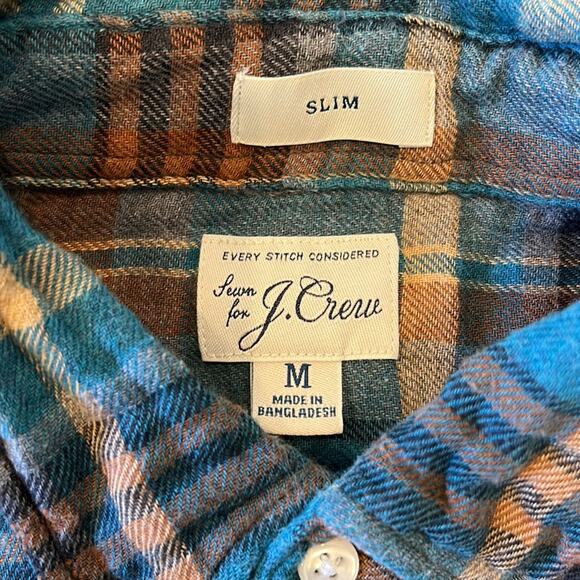 SLIM
EVERY STITCH CONSIDERED
Sewn
for J.Crew
M
MADE IN
BANGLADESH